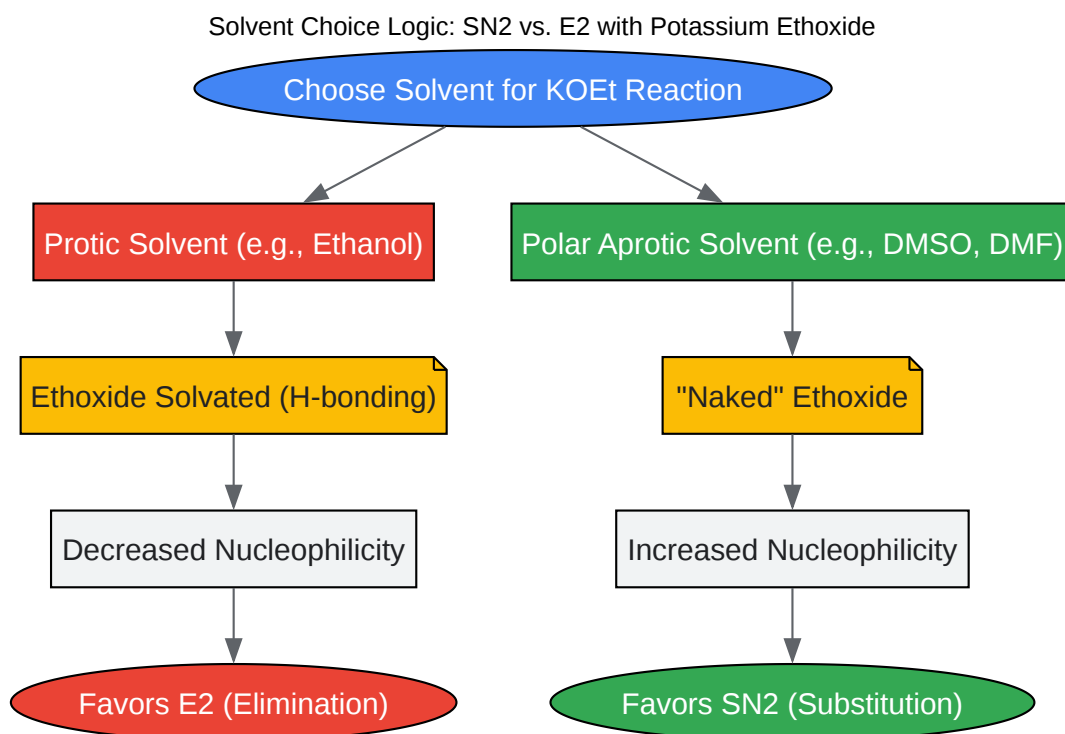 Solvent Choice Logic: SN2 vs. E2 with Potassium Ethoxide
Choose Solvent for KOEt Reaction
Protic Solvent (e.g., Ethanol)
Polar Aprotic Solvent (e.g., DMSO, DMF)
Ethoxide Solvated (H-bonding)
"Naked" Ethoxide
Decreased Nucleophilicity
Increased Nucleophilicity
Favors E2 (Elimination)
Favors SN2 (Substitution)